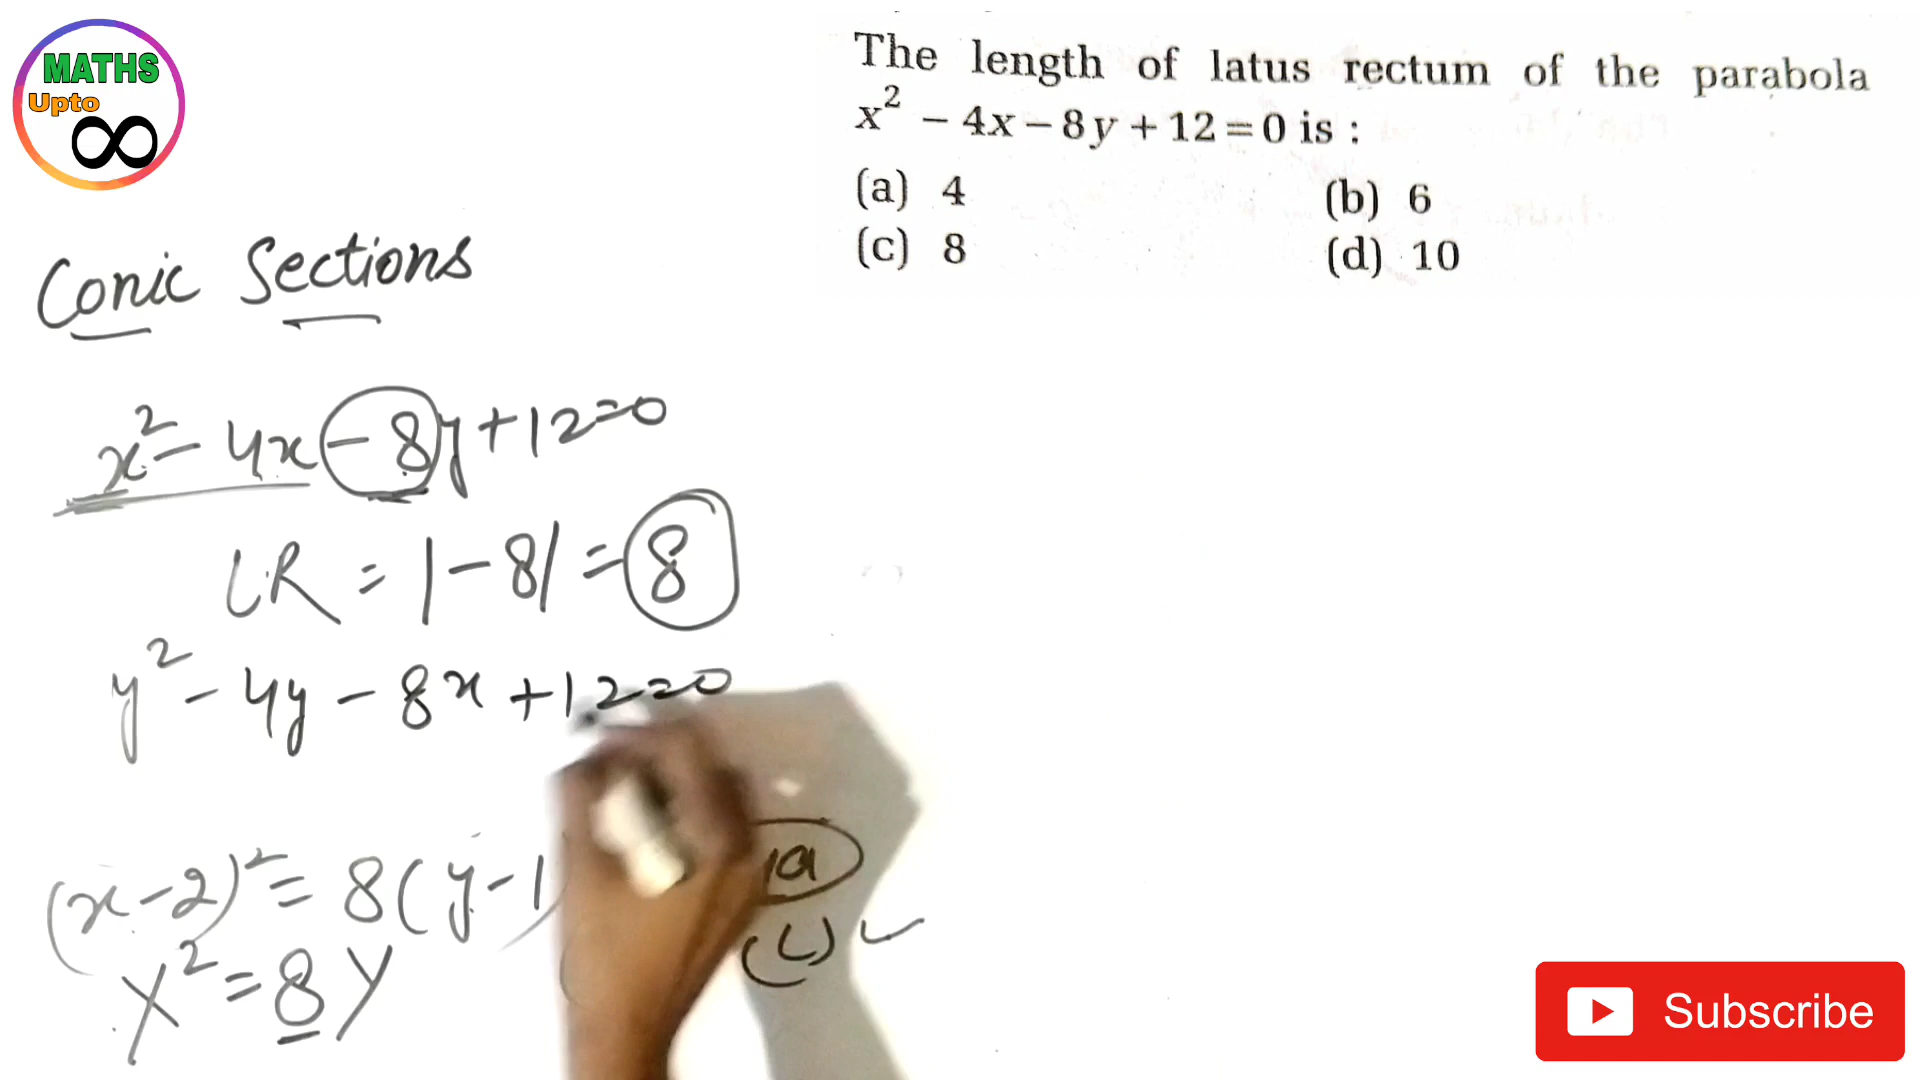 MATHS
Upto
∞
The length of latus rectum of the parabola
x² – 4x – 8y + 12 = 0 is :
(a) 4 (b) 6
(c) 8 (d) 10
Conic Sections
x² - 4x - 8y + 12 = 0
LR = |-8| = 8
y² - 4y - 8x + 12 = 0
(x-2)² = 8(y-1)
a
(c) ✓
X² = 8Y
Subscribe